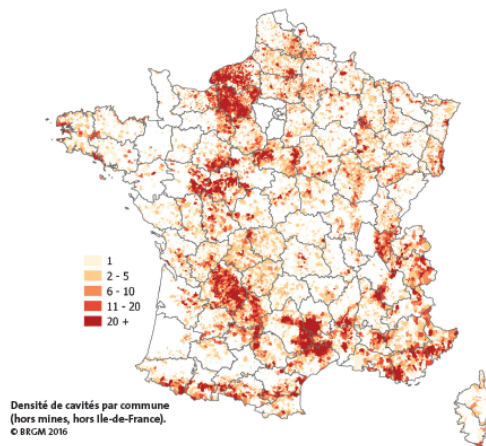 1
2 - 5
6 - 10
11 - 20
20 +
Densité de cavités par commune
(hors mines, hors Ile-de-France).
© BRGM 2016